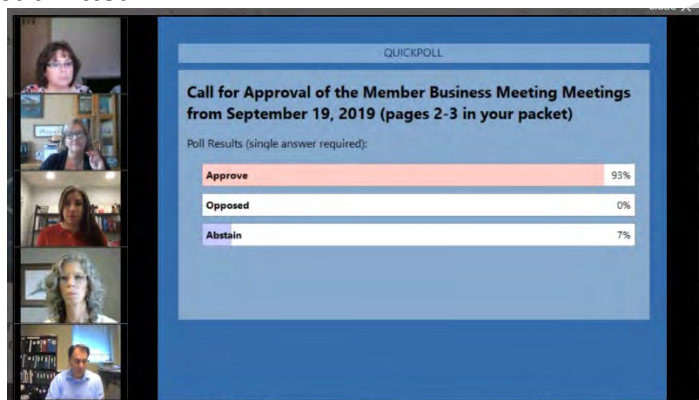 QUICKPOLL
Call for Approval of the Member Business Meeting Meetings
from September 19, 2019 (pages 2-3 in your packet)
Poll Results (single answer required):
Approve 93%
Opposed 0%
Abstain 7%